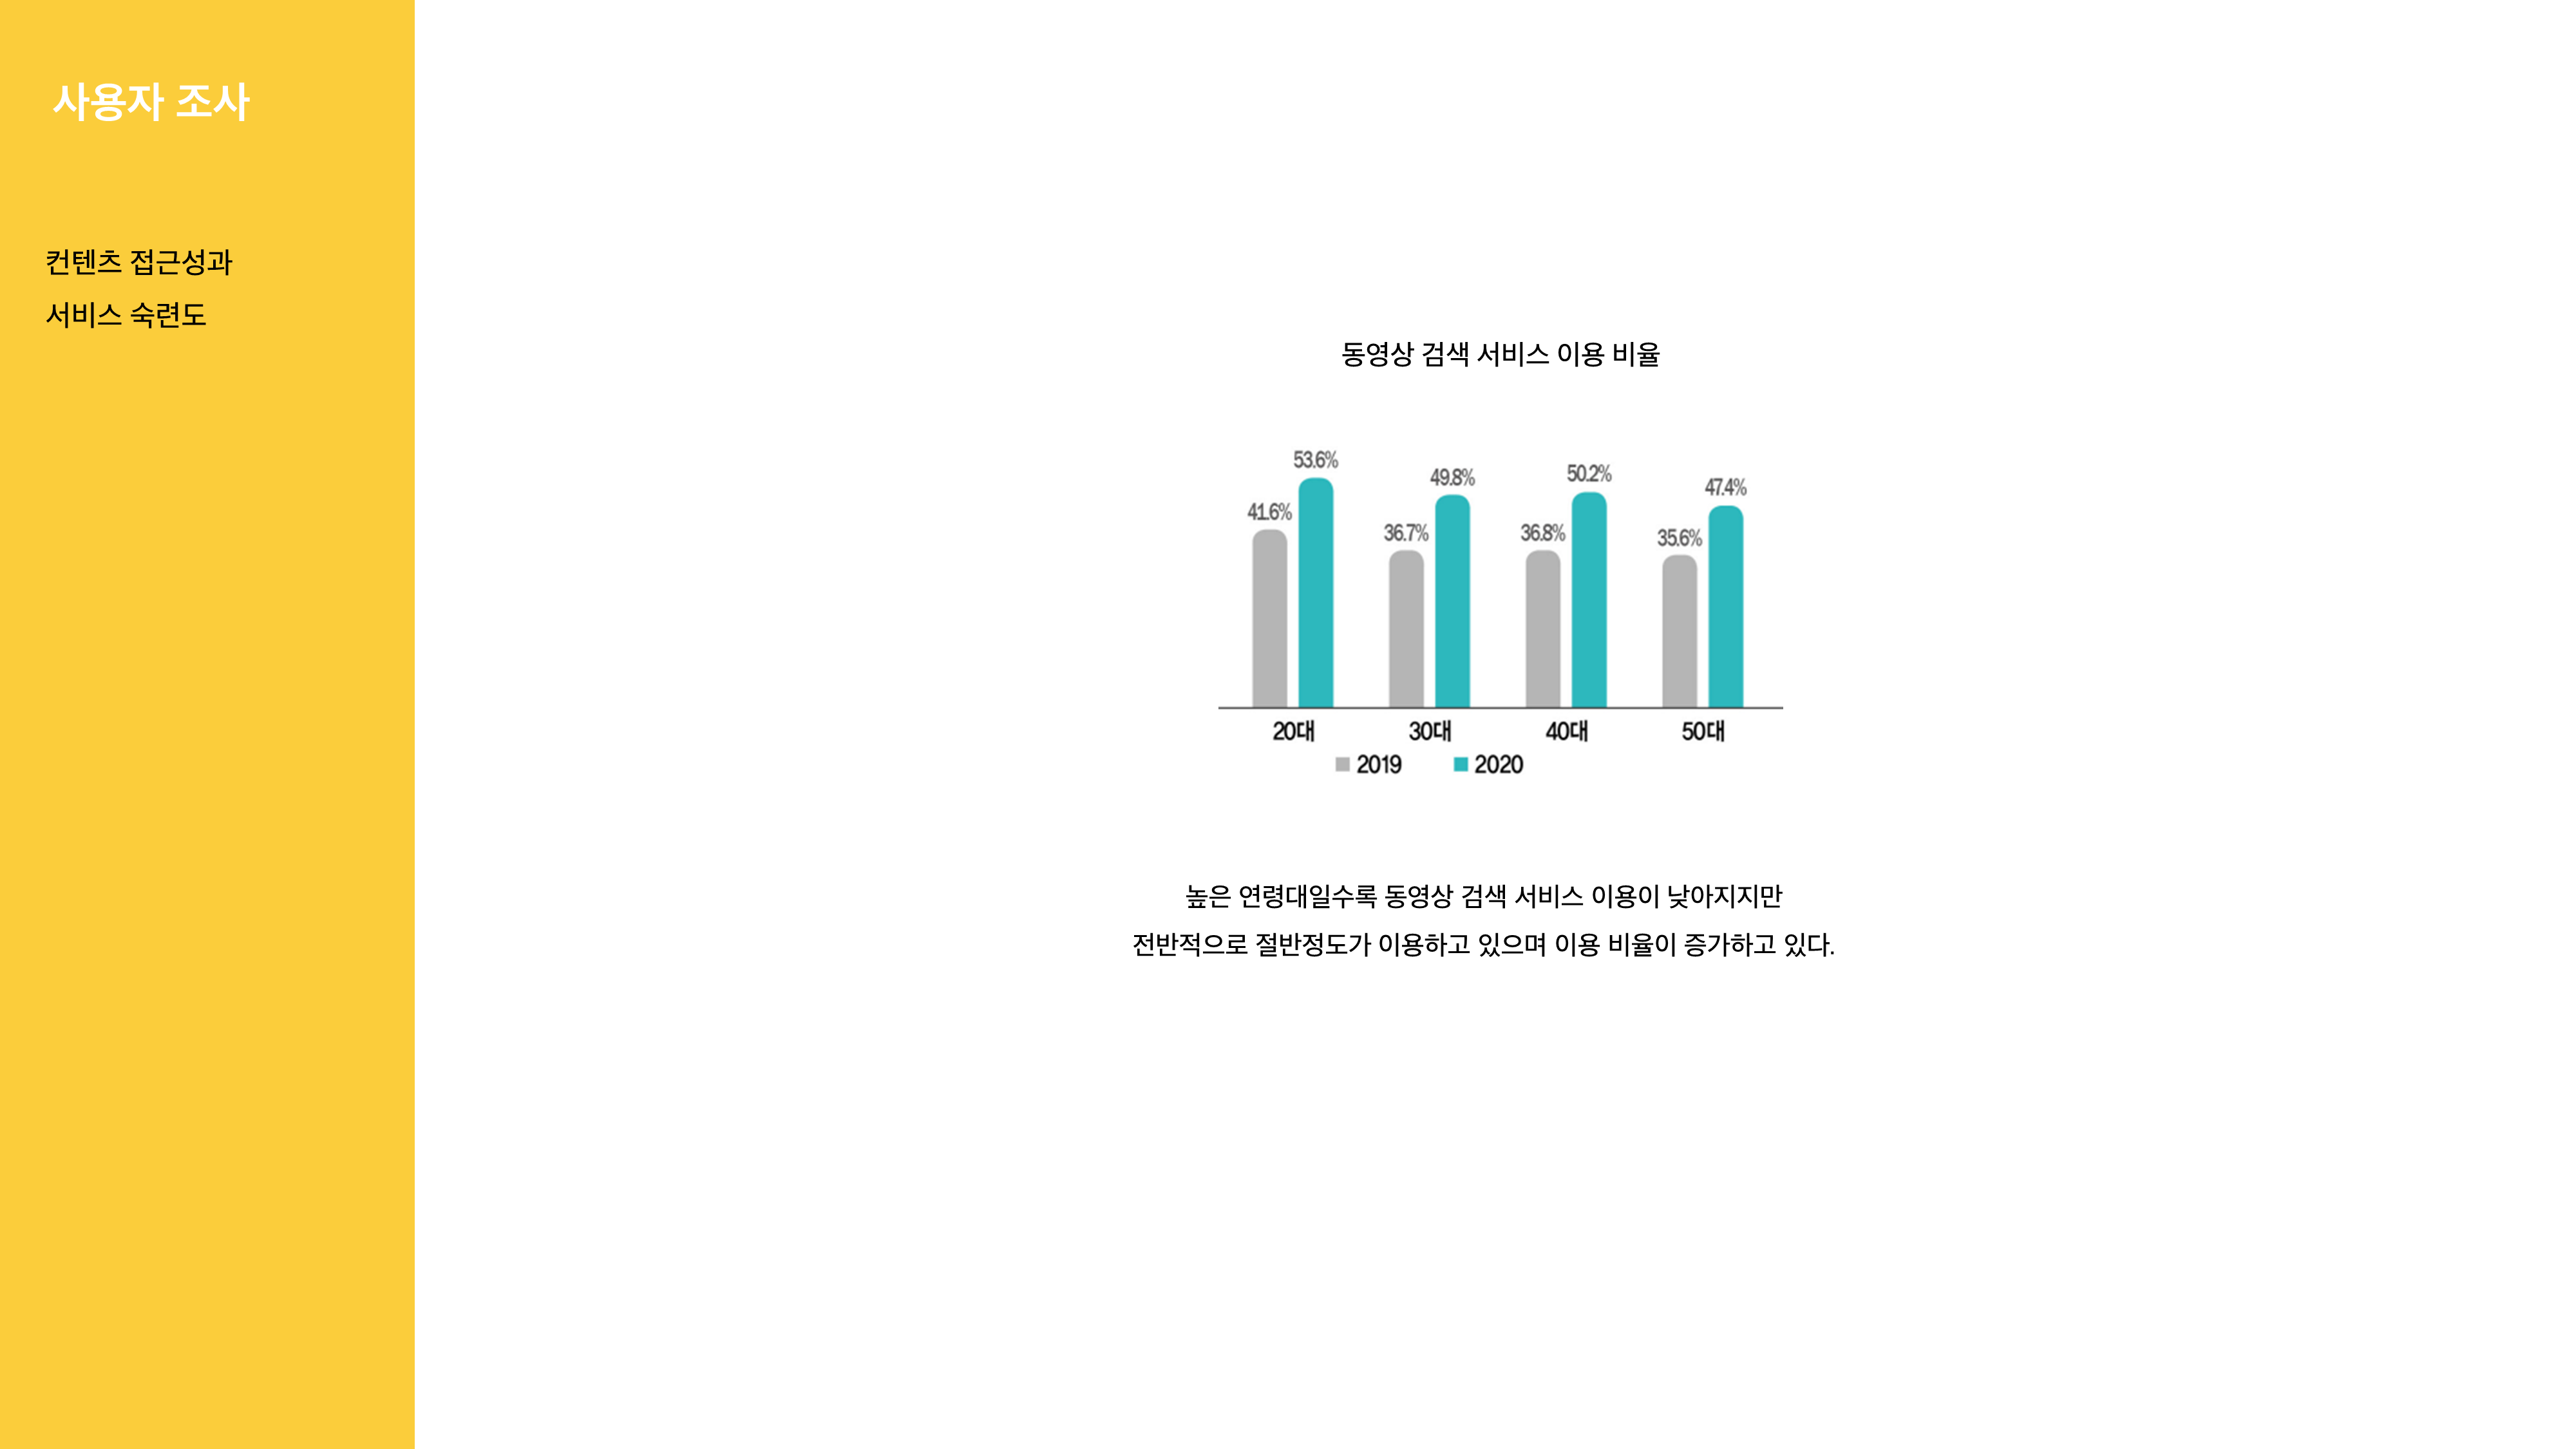 사용자 조사
컨텐츠 접근성과
서비스 숙련도
동영상 검색 서비스 이용 비율
41.6% 53.6% 36.7% 49.8% 36.8% 50.2% 35.6% 47.4%
20대 30대 40대 50대
2019 2020
높은 연령대일수록 동영상 검색 서비스 이용이 낮아지지만
전반적으로 절반정도가 이용하고 있으며 이용 비율이 증가하고 있다.